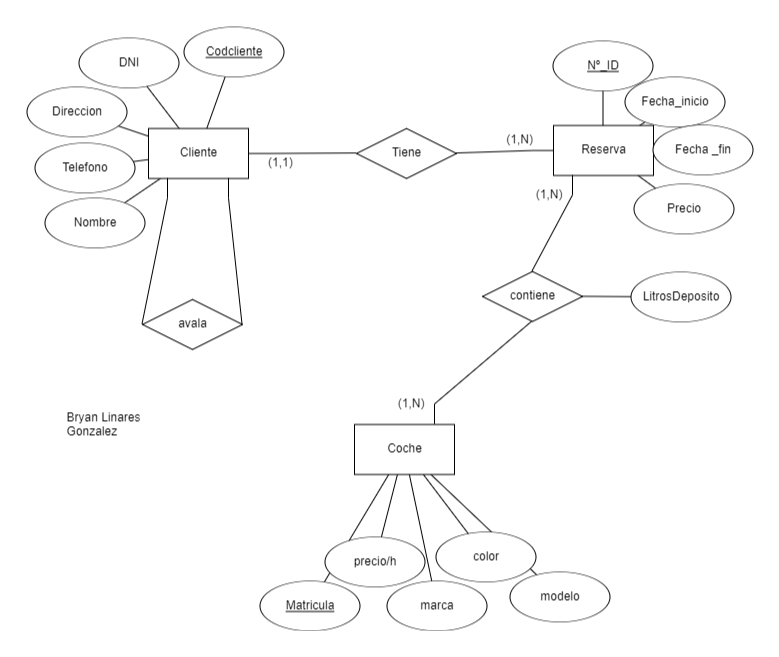 Codcliente
DNI
Nº_ID
Direccion
Fecha_inicio
Cliente
(1,1)
Tiene
(1,N)
Reserva
Fecha _fin
Telefono
Nombre
(1,N)
Precio
contiene
LitrosDeposito
avala
(1,N)
Bryan Linares
Gonzalez
Coche
precio/h
color
Matricula
marca
modelo